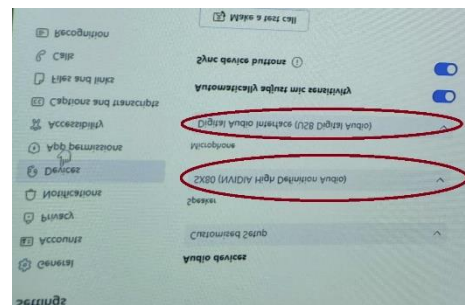 Settings
General
Accounts
Privacy
Notifications
Devices
App permissions
Accessibility
Captions and transcripts
Files and links
Calls
Recognition
Audio devices
Customised Setup
Speaker
SX80 (NVIDIA High Definition Audio)
Microphone
Digital Audio Interface (USB Digital Audio)
Automatically adjust mic sensitivity
Sync device buttons
Make a test call